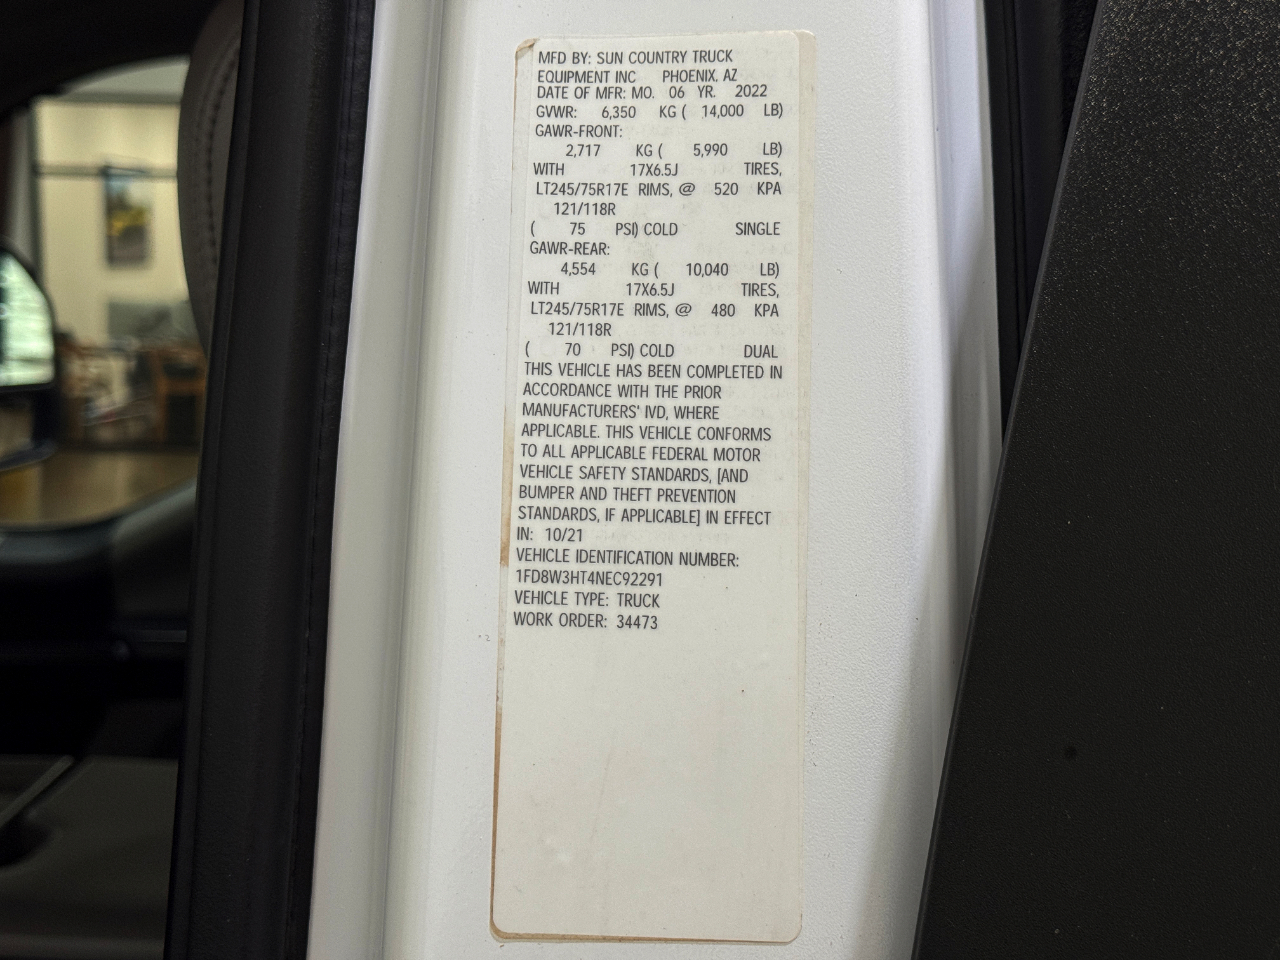 MFD BY: SUN COUNTRY TRUCK
EQUIPMENT INC PHOENIX, AZ
DATE OF MFR: MO. 06 YR. 2022
GVWR: 6,350 KG ( 14,000 LB)
GAWR-FRONT:
2,717 KG ( 5,990 LB)
WITH 17X6.5J TIRES,
LT245/75R17E RIMS, @ 520 KPA
121/118R
( 75 PSI) COLD SINGLE
GAWR-REAR:
4,554 KG ( 10,040 LB)
WITH 17X6.5J TIRES,
LT245/75R17E RIMS, @ 480 KPA
121/118R
( 70 PSI) COLD DUAL
THIS VEHICLE HAS BEEN COMPLETED IN
ACCORDANCE WITH THE PRIOR
MANUFACTURERS' IVD, WHERE
APPLICABLE. THIS VEHICLE CONFORMS
TO ALL APPLICABLE FEDERAL MOTOR
VEHICLE SAFETY STANDARDS, [AND
BUMPER AND THEFT PREVENTION
STANDARDS, IF APPLICABLE] IN EFFECT
IN: 10/21
VEHICLE IDENTIFICATION NUMBER:
1FD8W3HT4NEC92291
VEHICLE TYPE: TRUCK
WORK ORDER: 34473